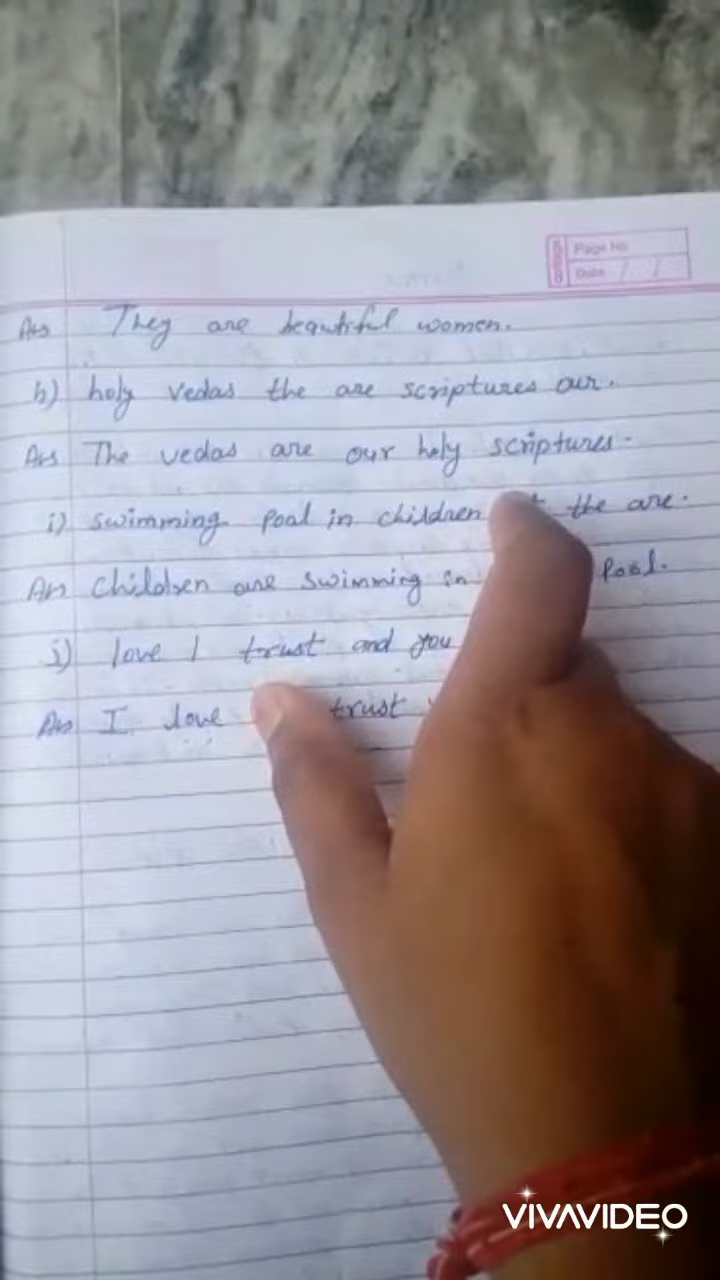 Page No
Date / /
Ans They are beautiful women.
h) holy vedas the are scriptures our.
Ans The vedas are our holy scriptures.
i) swimming Pool in children the are.
Ans Children are swimming in Pool.
j) love I trust and you
Ans I love trust
VIVAVIDEO